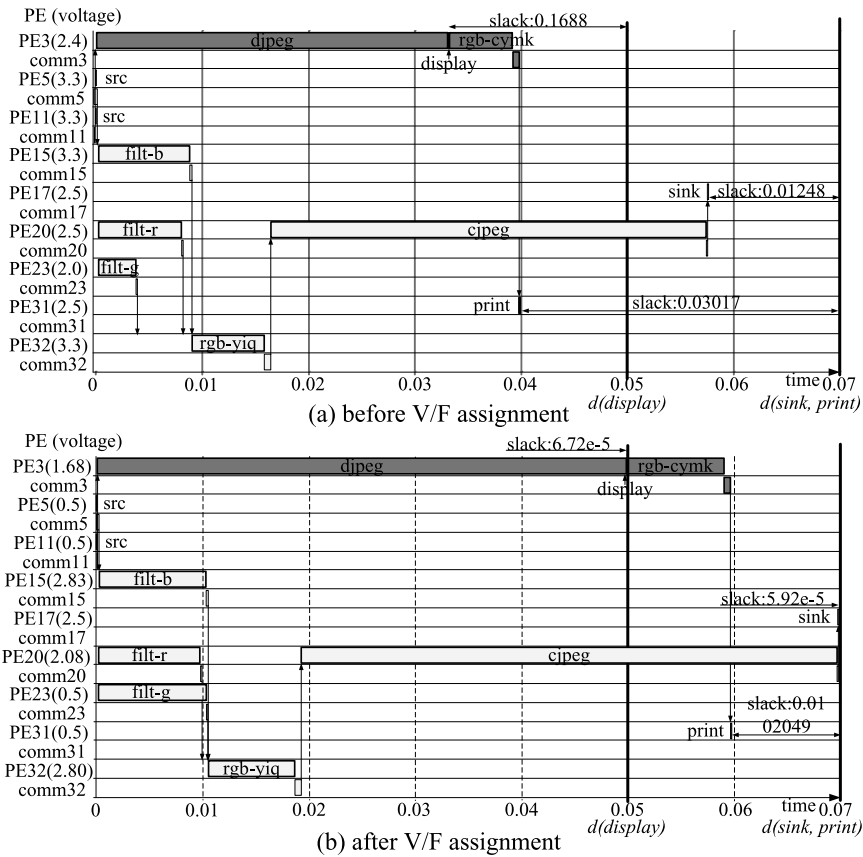 PE (voltage)
slack:0.1688
PE3(2.4) djpeg rgb-cymk
comm3 display
PE5(3.3) src
comm5
PE11(3.3) src
comm11
PE15(3.3) filt-b
comm15
PE17(2.5) sink slack:0.01248
comm17
PE20(2.5) filt-r cjpeg
comm20
PE23(2.0) filt-g
comm23
PE31(2.5) print slack:0.03017
comm31
PE32(3.3) rgb-yiq
comm32
0 0.01 0.02 0.03 0.04 0.05 0.06 time 0.07
(a) before V/F assignment d(display) d(sink, print)
PE (voltage)
slack:6.72e-5
PE3(1.68) djpeg rgb-cymk
comm3 display
PE5(0.5) src
comm5
PE11(0.5) src
comm11
PE15(2.83) filt-b
comm15 slack:5.92e-5
PE17(2.5) sink
comm17
PE20(2.08) filt-r cjpeg
comm20
PE23(0.5) filt-g
comm23 slack:0.01
PE31(0.5) print 02049
comm31
PE32(2.80) rgb-yiq
comm32
0 0.01 0.02 0.03 0.04 0.05 0.06 time 0.07
(b) after V/F assignment d(display) d(sink, print)